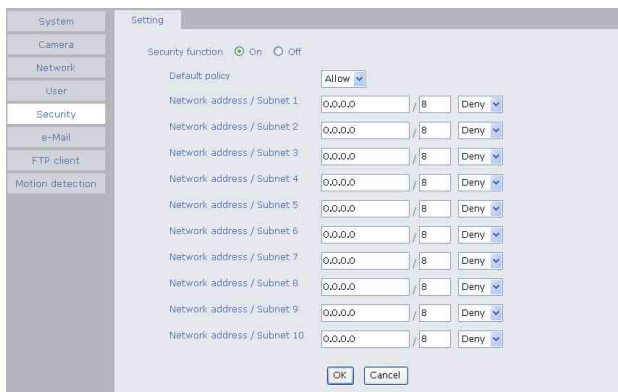 System
Camera
Network
User
Security
e-Mail
FTP client
Motion detection
Setting
Security function On Off
Default policy Allow
Network address / Subnet 1 0.0.0.0 / 8 Deny
Network address / Subnet 2 0.0.0.0 / 8 Deny
Network address / Subnet 3 0.0.0.0 / 8 Deny
Network address / Subnet 4 0.0.0.0 / 8 Deny
Network address / Subnet 5 0.0.0.0 / 8 Deny
Network address / Subnet 6 0.0.0.0 / 8 Deny
Network address / Subnet 7 0.0.0.0 / 8 Deny
Network address / Subnet 8 0.0.0.0 / 8 Deny
Network address / Subnet 9 0.0.0.0 / 8 Deny
Network address / Subnet 10 0.0.0.0 / 8 Deny
OK Cancel